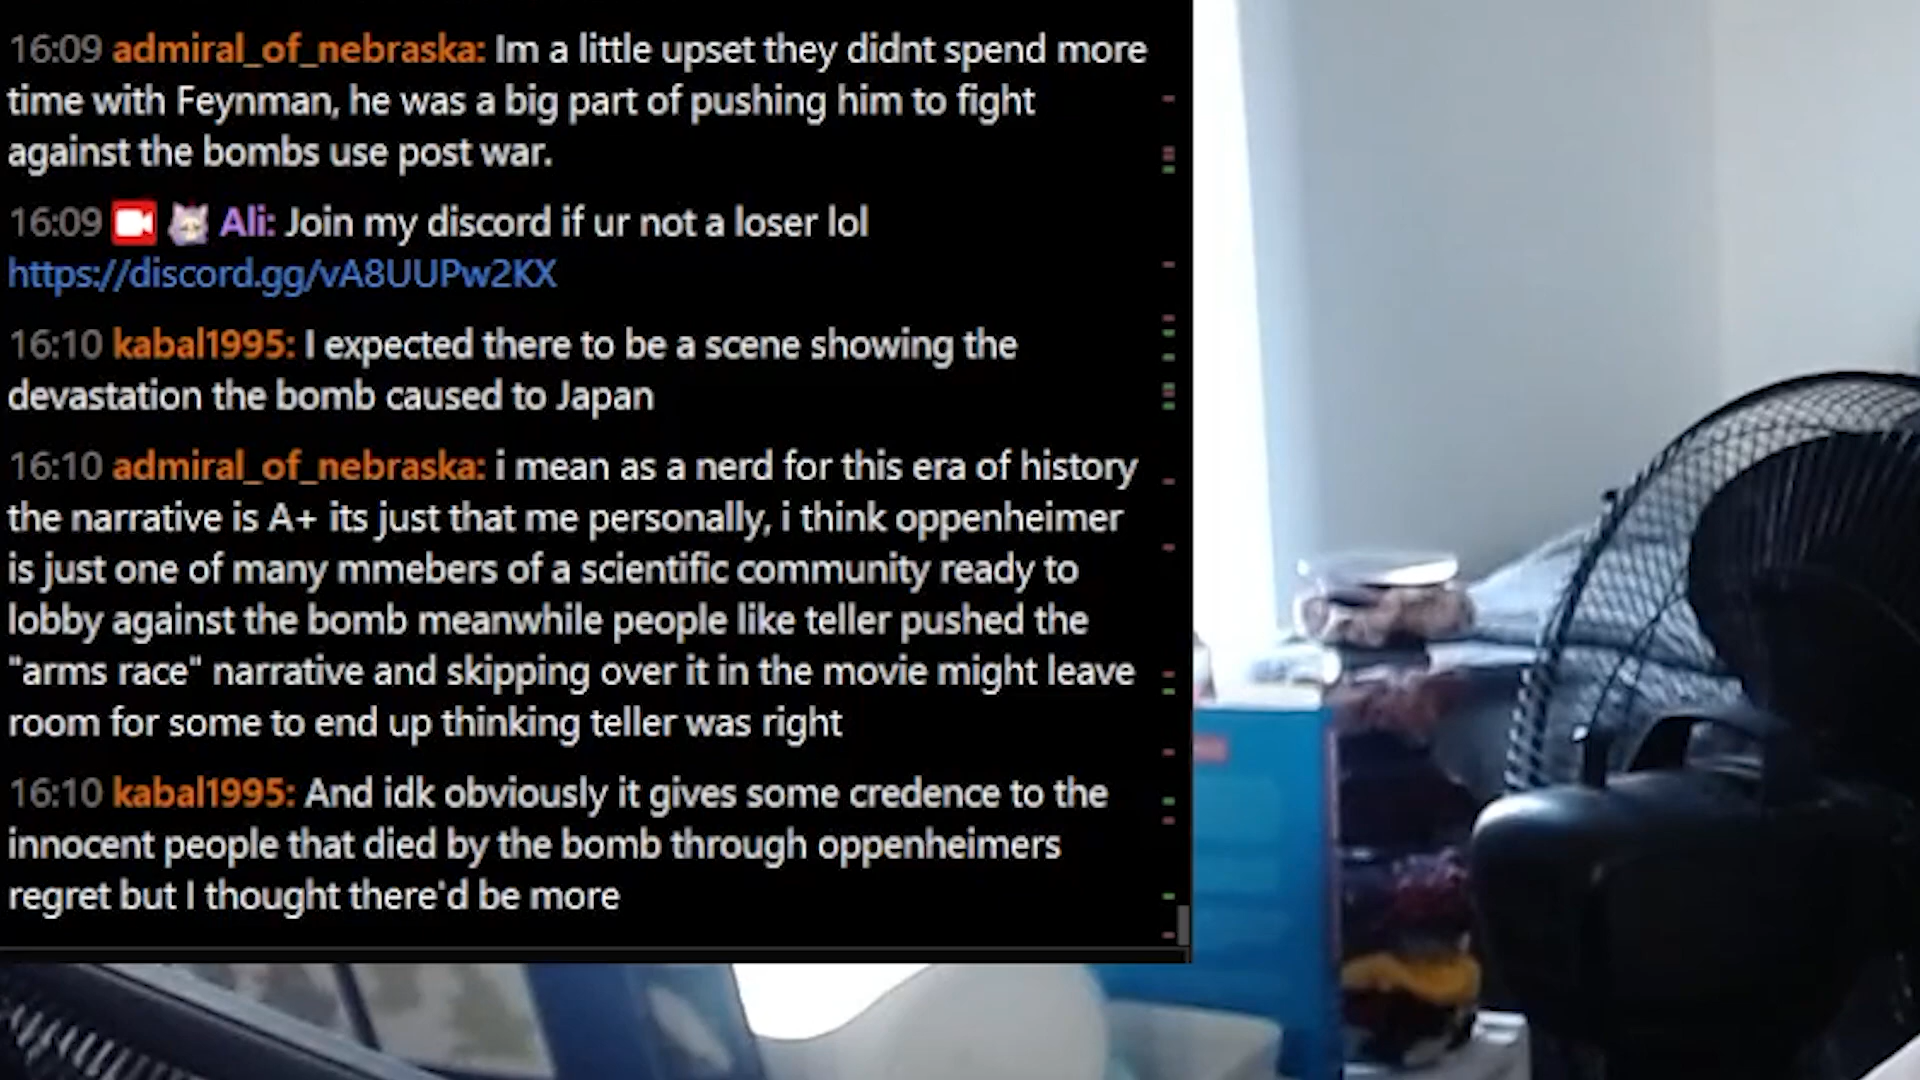 16:09 admiral_of_nebraska: Im a little upset they didnt spend more
time with Feynman, he was a big part of pushing him to fight
against the bombs use post war.
16:09 Ali: Join my discord if ur not a loser lol
https://discord.gg/vA8UUPw2KX
16:10 kabal1995: I expected there to be a scene showing the
devastation the bomb caused to Japan
16:10 admiral_of_nebraska: i mean as a nerd for this era of history
the narrative is A+ its just that me personally, i think oppenheimer
is just one of many mmebers of a scientific community ready to
lobby against the bomb meanwhile people like teller pushed the
"arms race" narrative and skipping over it in the movie might leave
room for some to end up thinking teller was right
16:10 kabal1995: And idk obviously it gives some credence to the
innocent people that died by the bomb through oppenheimers
regret but I thought there'd be more